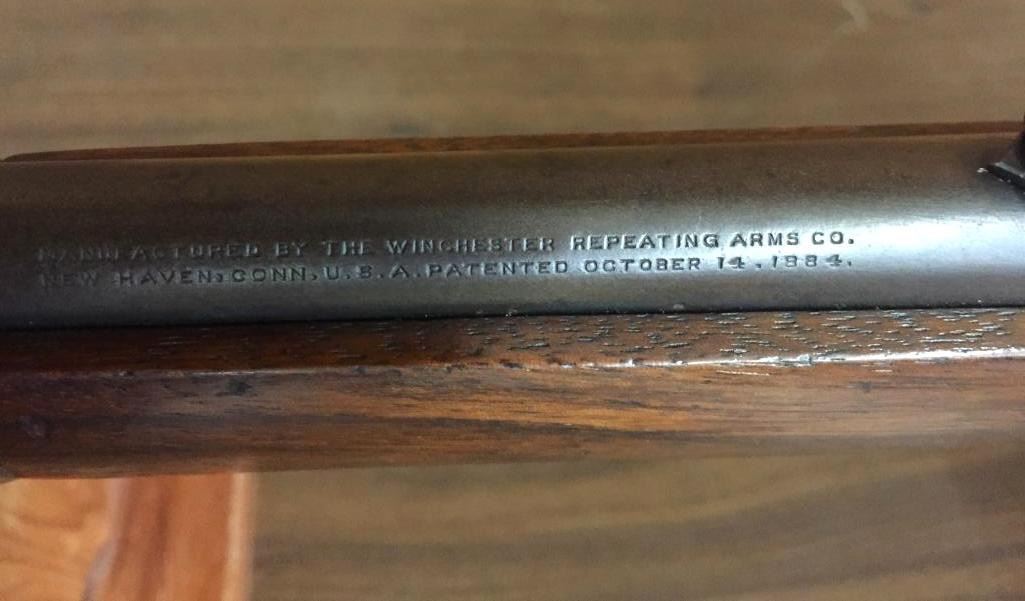 MANUFACTURED BY THE WINCHESTER REPEATING ARMS CO.
NEW HAVEN, CONN, U.S.A. PATENTED OCTOBER 14, 1884.